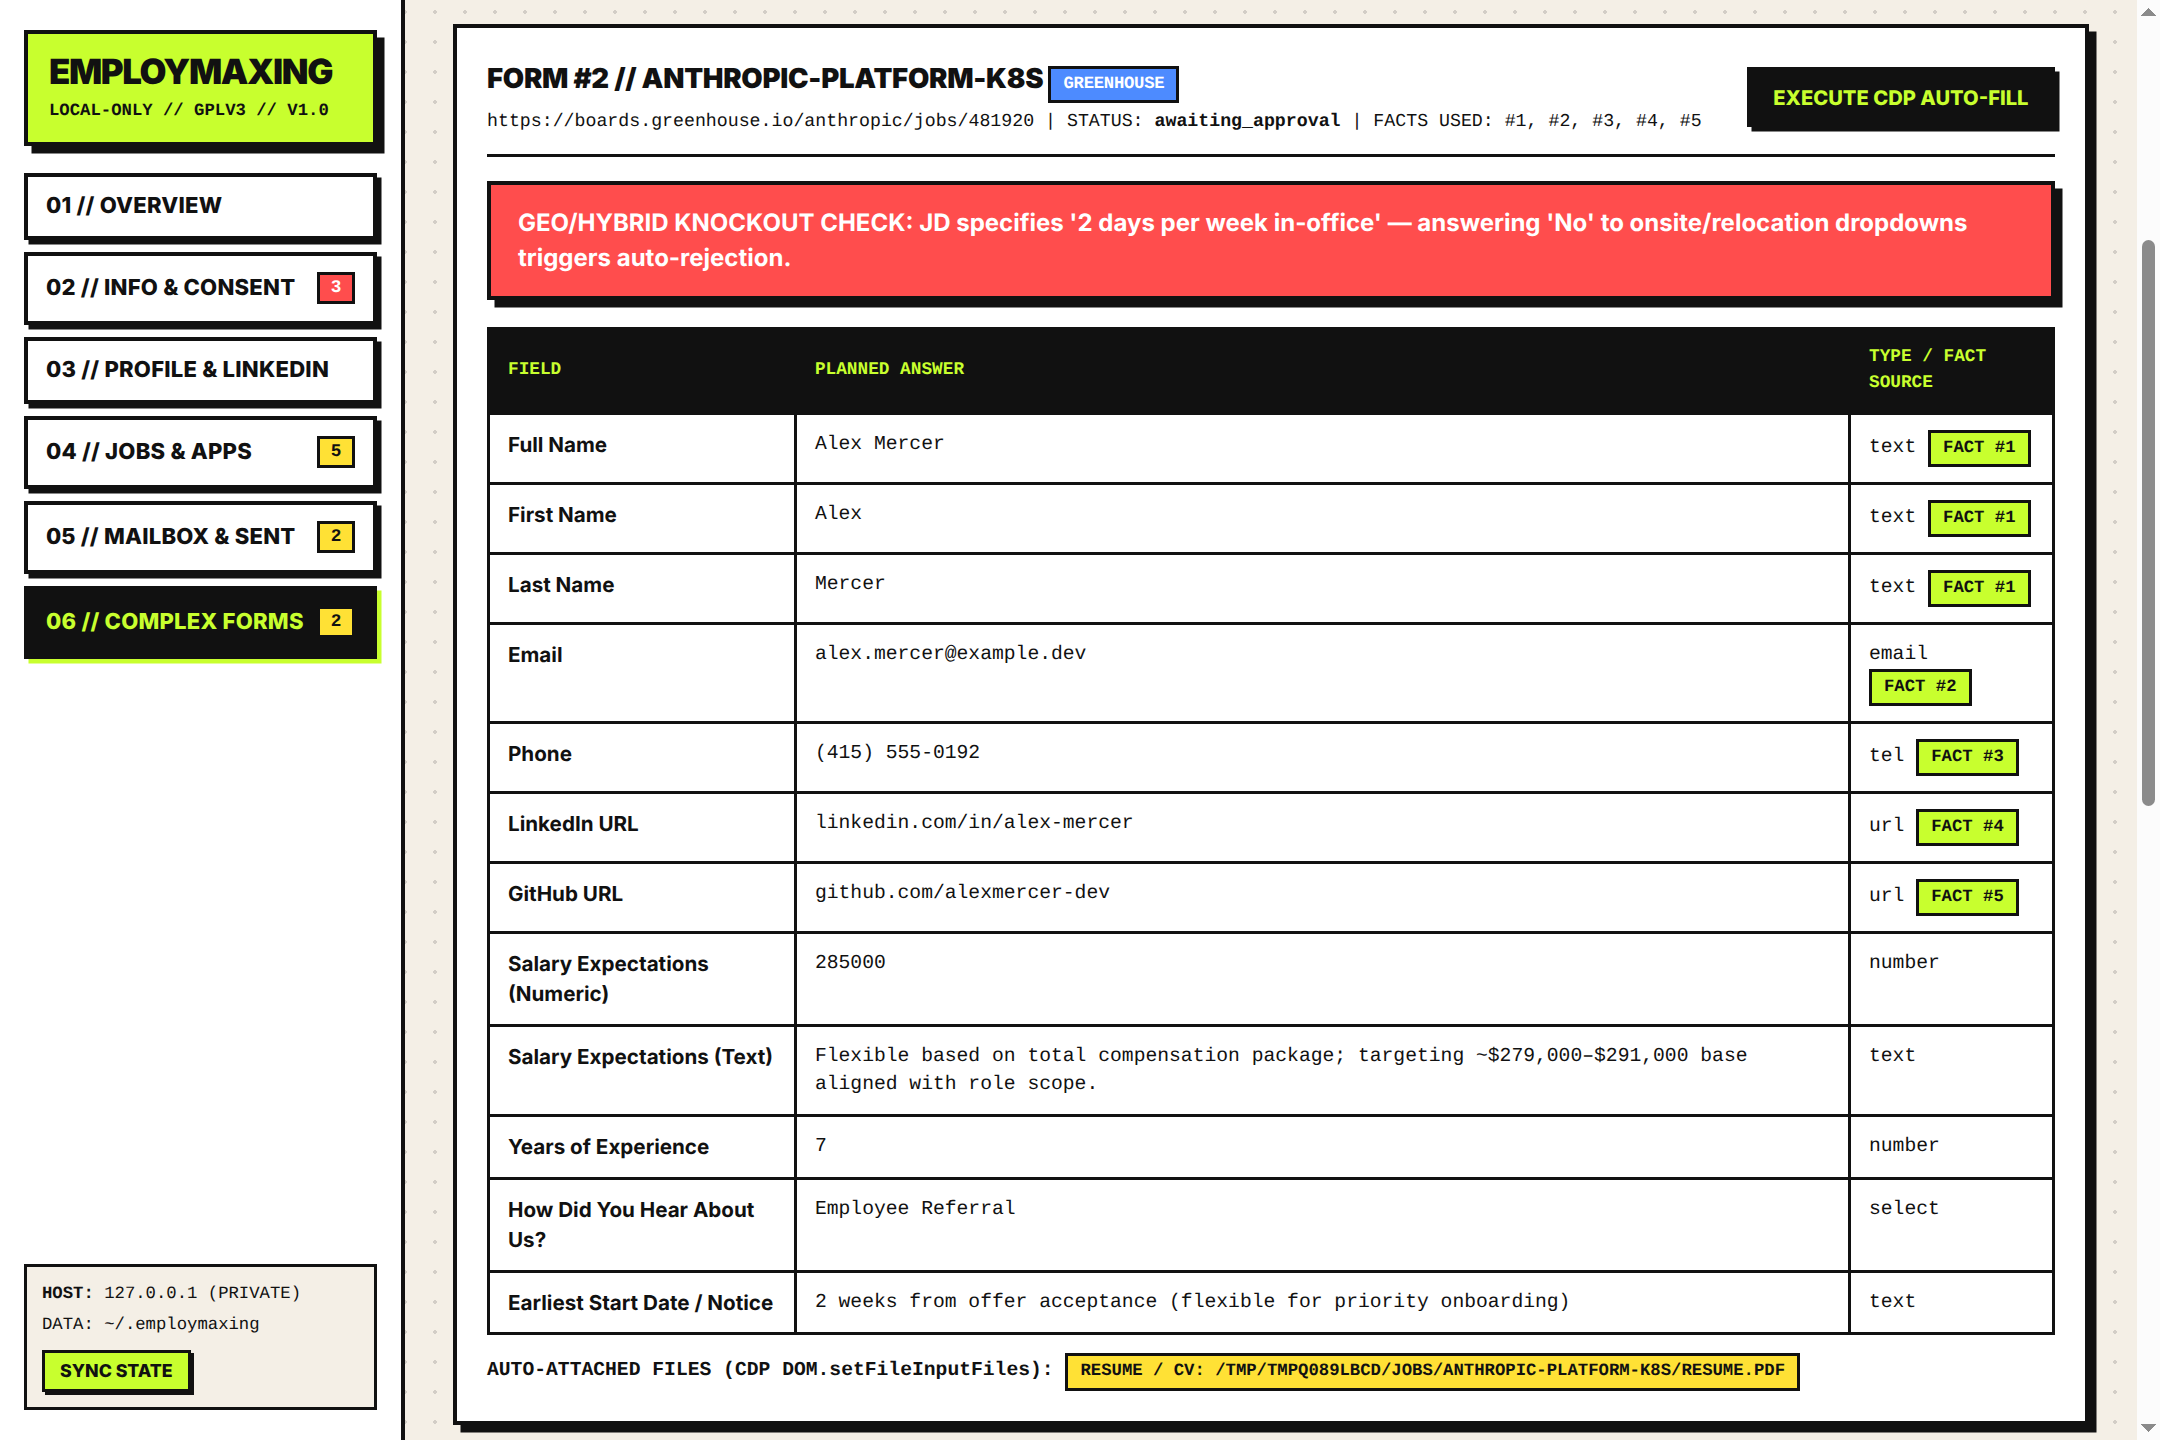 EMPLOYMAXING
LOCAL-ONLY // GPLV3 // V1.0
01 // OVERVIEW
02 // INFO & CONSENT 3
03 // PROFILE & LINKEDIN
04 // JOBS & APPS 5
05 // MAILBOX & SENT 2
06 // COMPLEX FORMS 2
HOST: 127.0.0.1 (PRIVATE)
DATA: ~/.employmaxing
SYNC STATE
FORM #2 // ANTHROPIC-PLATFORM-K8S GREENHOUSE
https://boards.greenhouse.io/anthropic/jobs/481920 | STATUS: awaiting_approval | FACTS USED: #1, #2, #3, #4, #5
EXECUTE CDP AUTO-FILL
GEO/HYBRID KNOCKOUT CHECK: JD specifies '2 days per week in-office' — answering 'No' to onsite/relocation dropdowns
triggers auto-rejection.
FIELD PLANNED ANSWER TYPE / FACT
SOURCE
Full Name Alex Mercer text FACT #1
First Name Alex text FACT #1
Last Name Mercer text FACT #1
Email alex.mercer@example.dev email
FACT #2
Phone (415) 555-0192 tel FACT #3
LinkedIn URL linkedin.com/in/alex-mercer url FACT #4
GitHub URL github.com/alexmercer-dev url FACT #5
Salary Expectations 285000 number
(Numeric)
Salary Expectations (Text) Flexible based on total compensation package; targeting ~$279,000–$291,000 base text
aligned with role scope.
Years of Experience 7 number
How Did You Hear About Employee Referral select
Us?
Earliest Start Date / Notice 2 weeks from offer acceptance (flexible for priority onboarding) text
AUTO-ATTACHED FILES (CDP DOM.setFileInputFiles): RESUME / CV: /TMP/TMPQ089LBCD/JOBS/ANTHROPIC-PLATFORM-K8S/RESUME.PDF